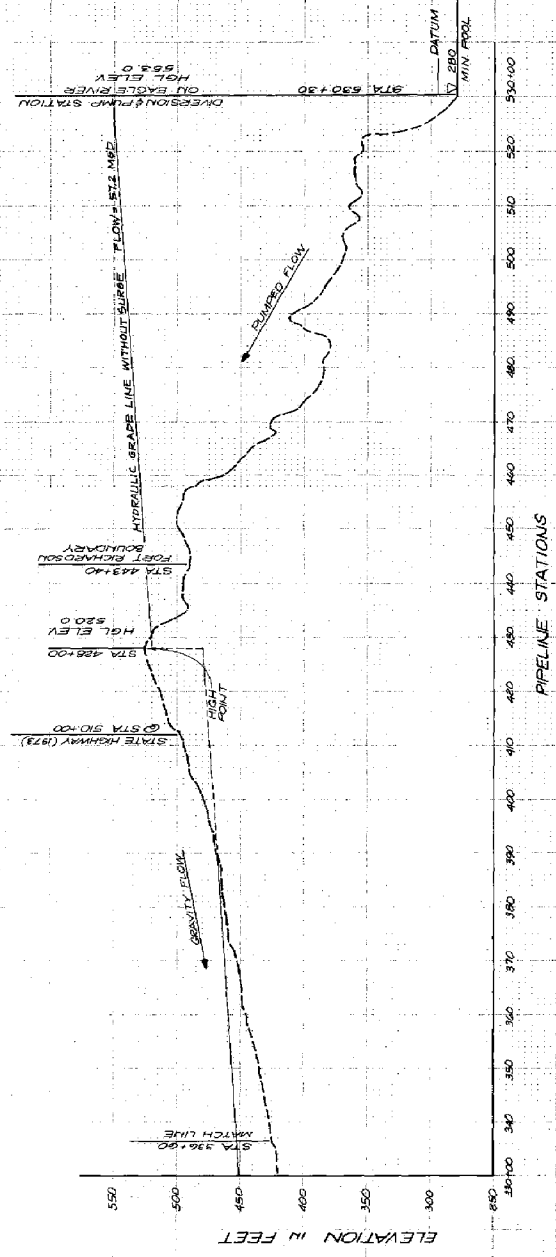 DIVERSION & PUMP STATION
ON EAGLE RIVER
HGL ELEV
553.0
STA 530+30
DATUM
280
MIN. POOL
HYDRAULIC GRADE LINE WITHOUT SURGE FLOW= 57.2 MGD
PUMPED FLOW
STA 443+40
FORT RICHARDSON
BOUNDARY
HGL ELEV
520.0
STA 428+00
HIGH
POINT
STATE HIGHWAY (1973)
@ STA 510+00
GRAVITY FLOW
STA 336+60
MATCH LINE
550
500
450
400
350
300
250
ELEVATION IN FEET
330+00
340
350
360
370
380
390
400
410
420
430
440
450
440
470
480
490
500
510
520
530+00
PIPELINE STATIONS